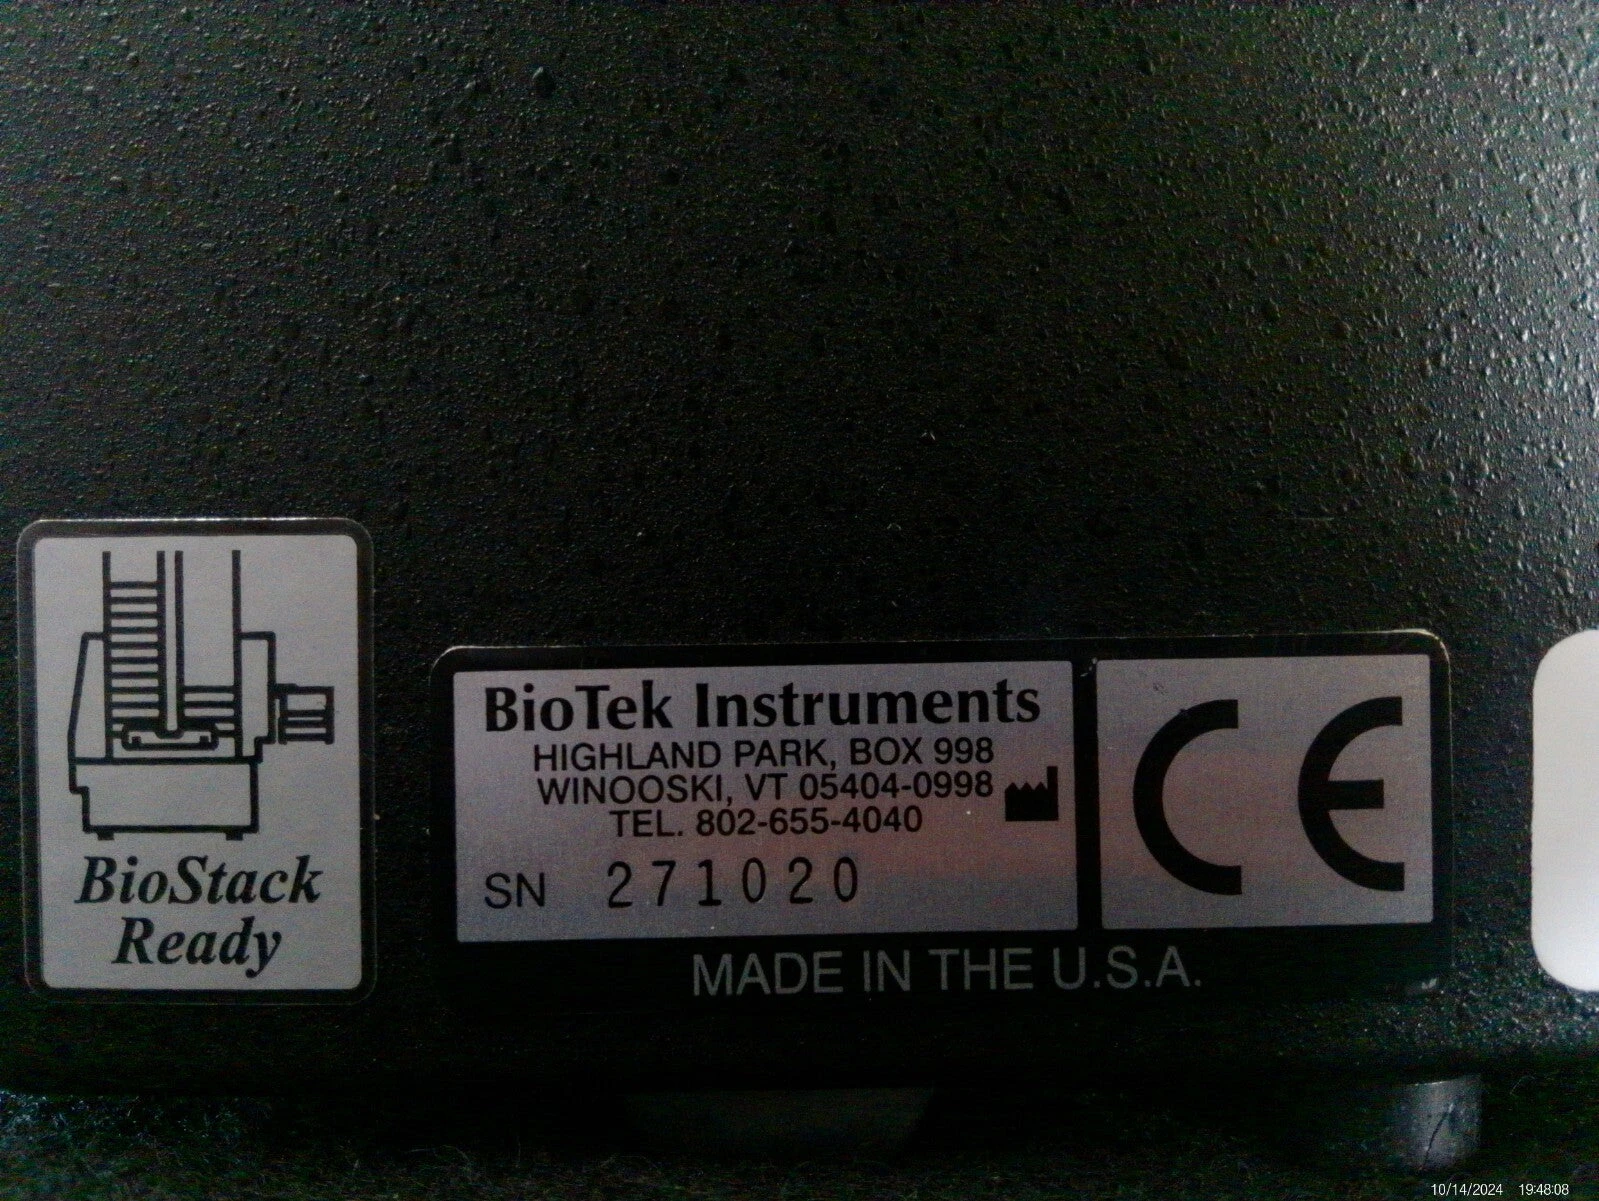 BioStack
Ready
BioTek Instruments
HIGHLAND PARK, BOX 998
WINOOSKI, VT 05404-0998
TEL. 802-655-4040
SN 271020
CE
MADE IN THE U.S.A.
10/14/2024 19:48:08